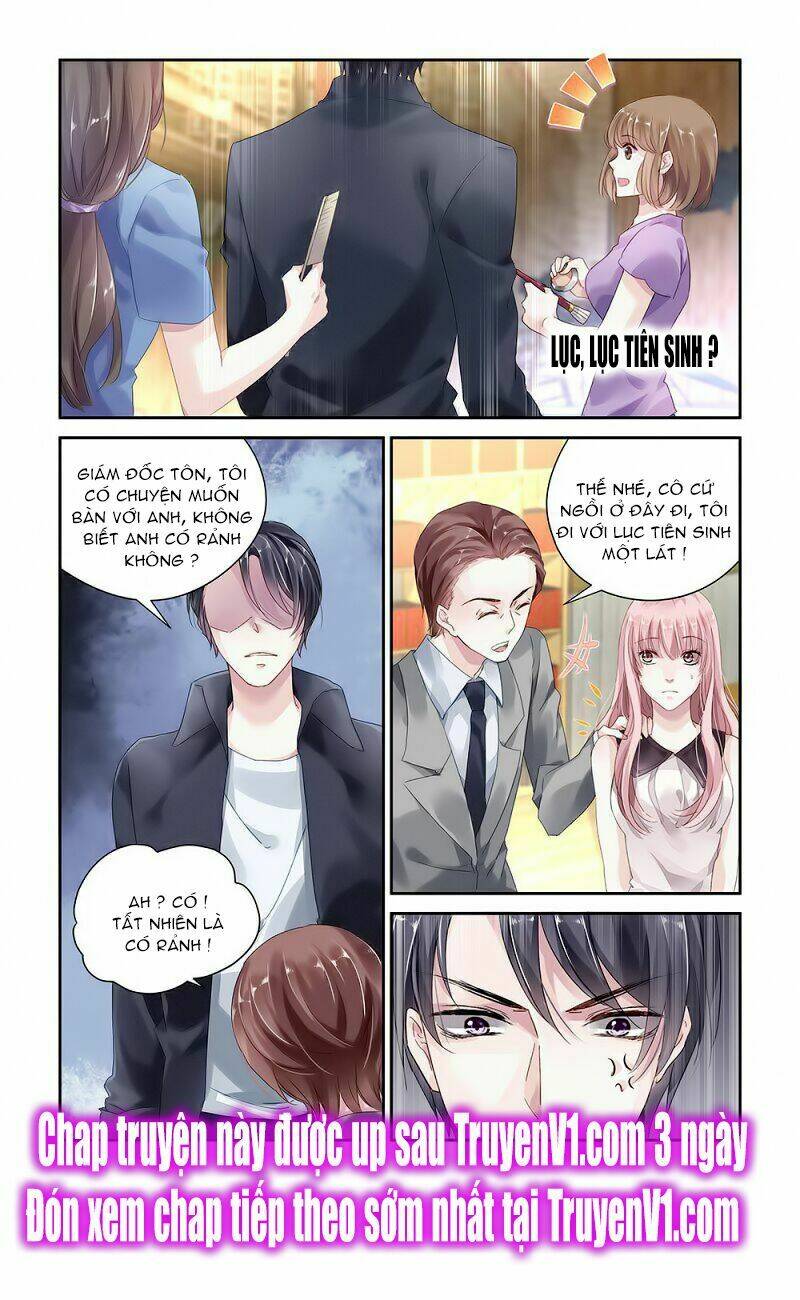 LỤC, LỤC TIÊN SINH ?
GIÁM ĐỐC TÔN, TÔI
CÓ CHUYỆN MUỐN
BÀN VỚI ANH, KHÔNG
BIẾT ANH CÓ RẢNH
KHÔNG ?
THẾ NHÉ, CÔ CỨ
NGỒI Ở ĐÂY ĐI, TÔI
ĐI VỚI LỤC TIÊN SINH
MỘT LÁT !
AH ? CÓ !
TẤT NHIÊN LÀ
CÓ RẢNH !
Chap truyện này được up sau TruyenV1.com 3 ngày
Đón xem chap tiếp theo sớm nhất tại TruyenV1.com